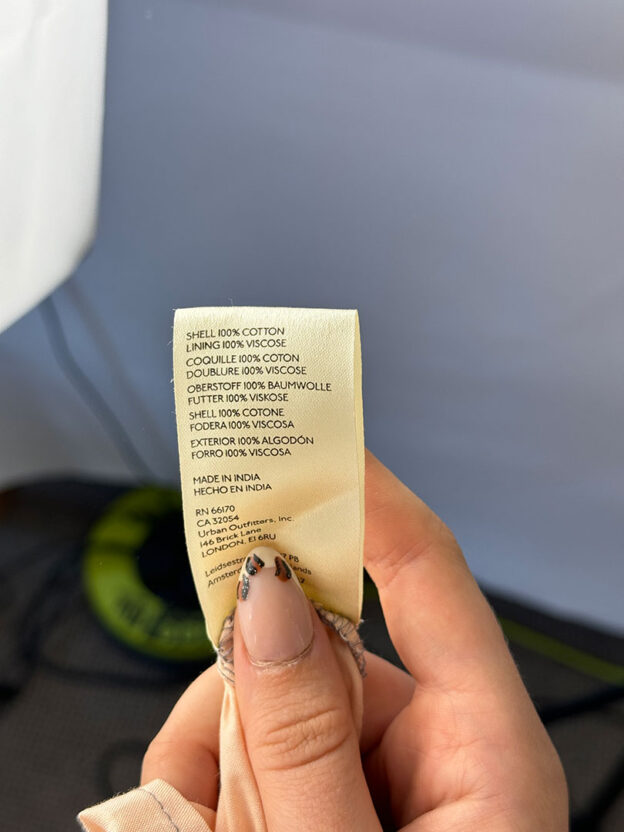 SHELL 100% COTTON
LINING 100% VISCOSE
COQUILLE 100% COTON
DOUBLURE 100% VISCOSE
OBERSTOFF 100% BAUMWOLLE
FUTTER 100% VISKOSE
SHELL 100% COTONE
FODERA 100% VISCOSA
EXTERIOR 100% ALGODÓN
FORRO 100% VISCOSA
MADE IN INDIA
HECHO EN INDIA
RN 66170
CA 32054
Urban Outfitters, Inc.
146 Brick Lane
LONDON, E1 6RU